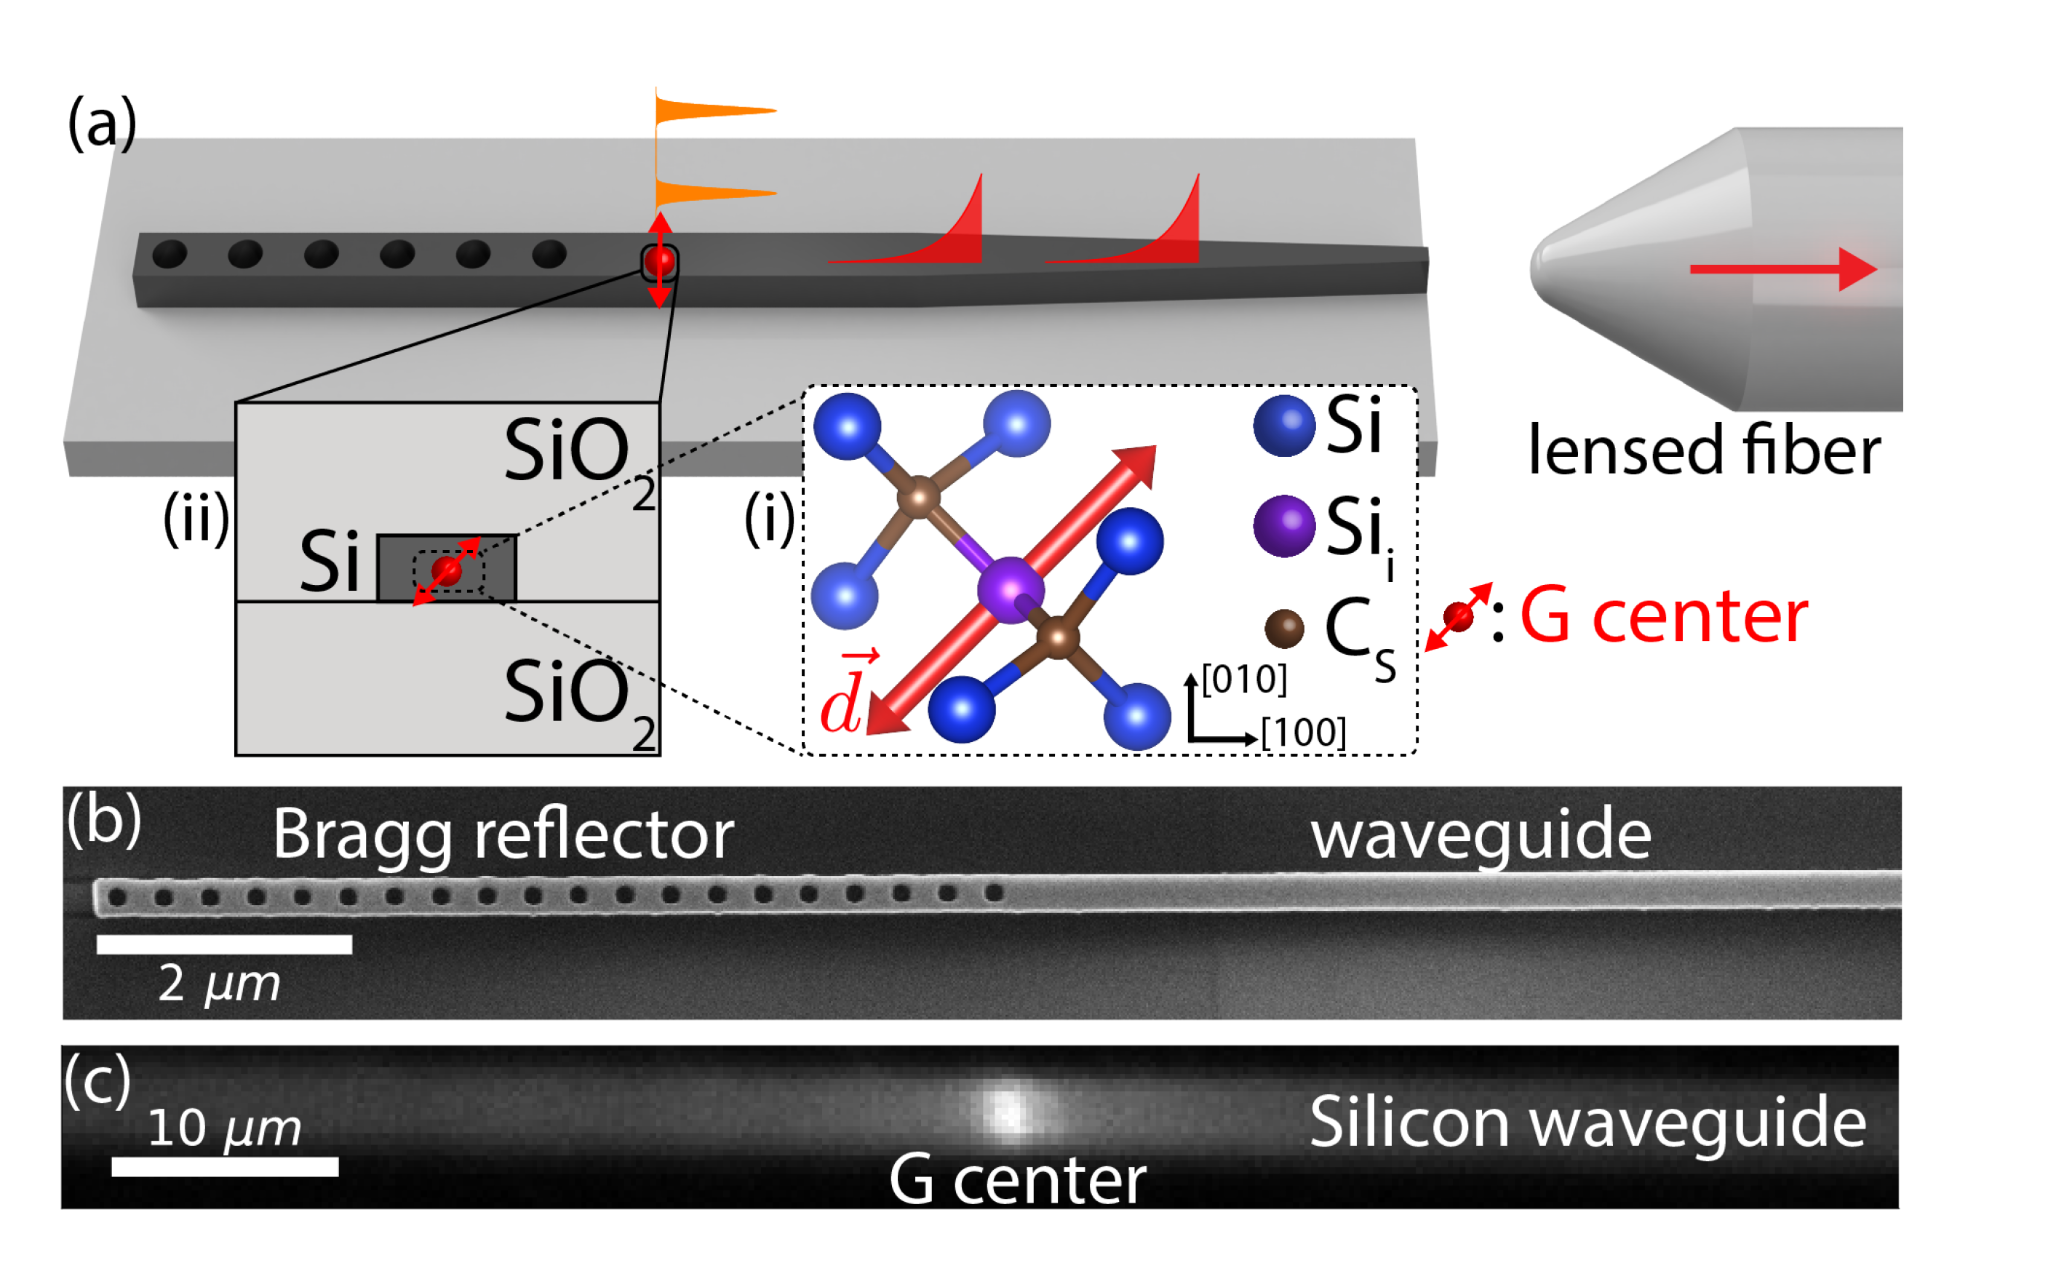 (a)
lensed fiber
(ii)
SiO2
Si
SiO2
(i)
Si
Sii
CS
d
[010]
[100]
: G center
(b)
Bragg reflector
waveguide
2 μm
(c)
10 μm
Silicon waveguide
G center